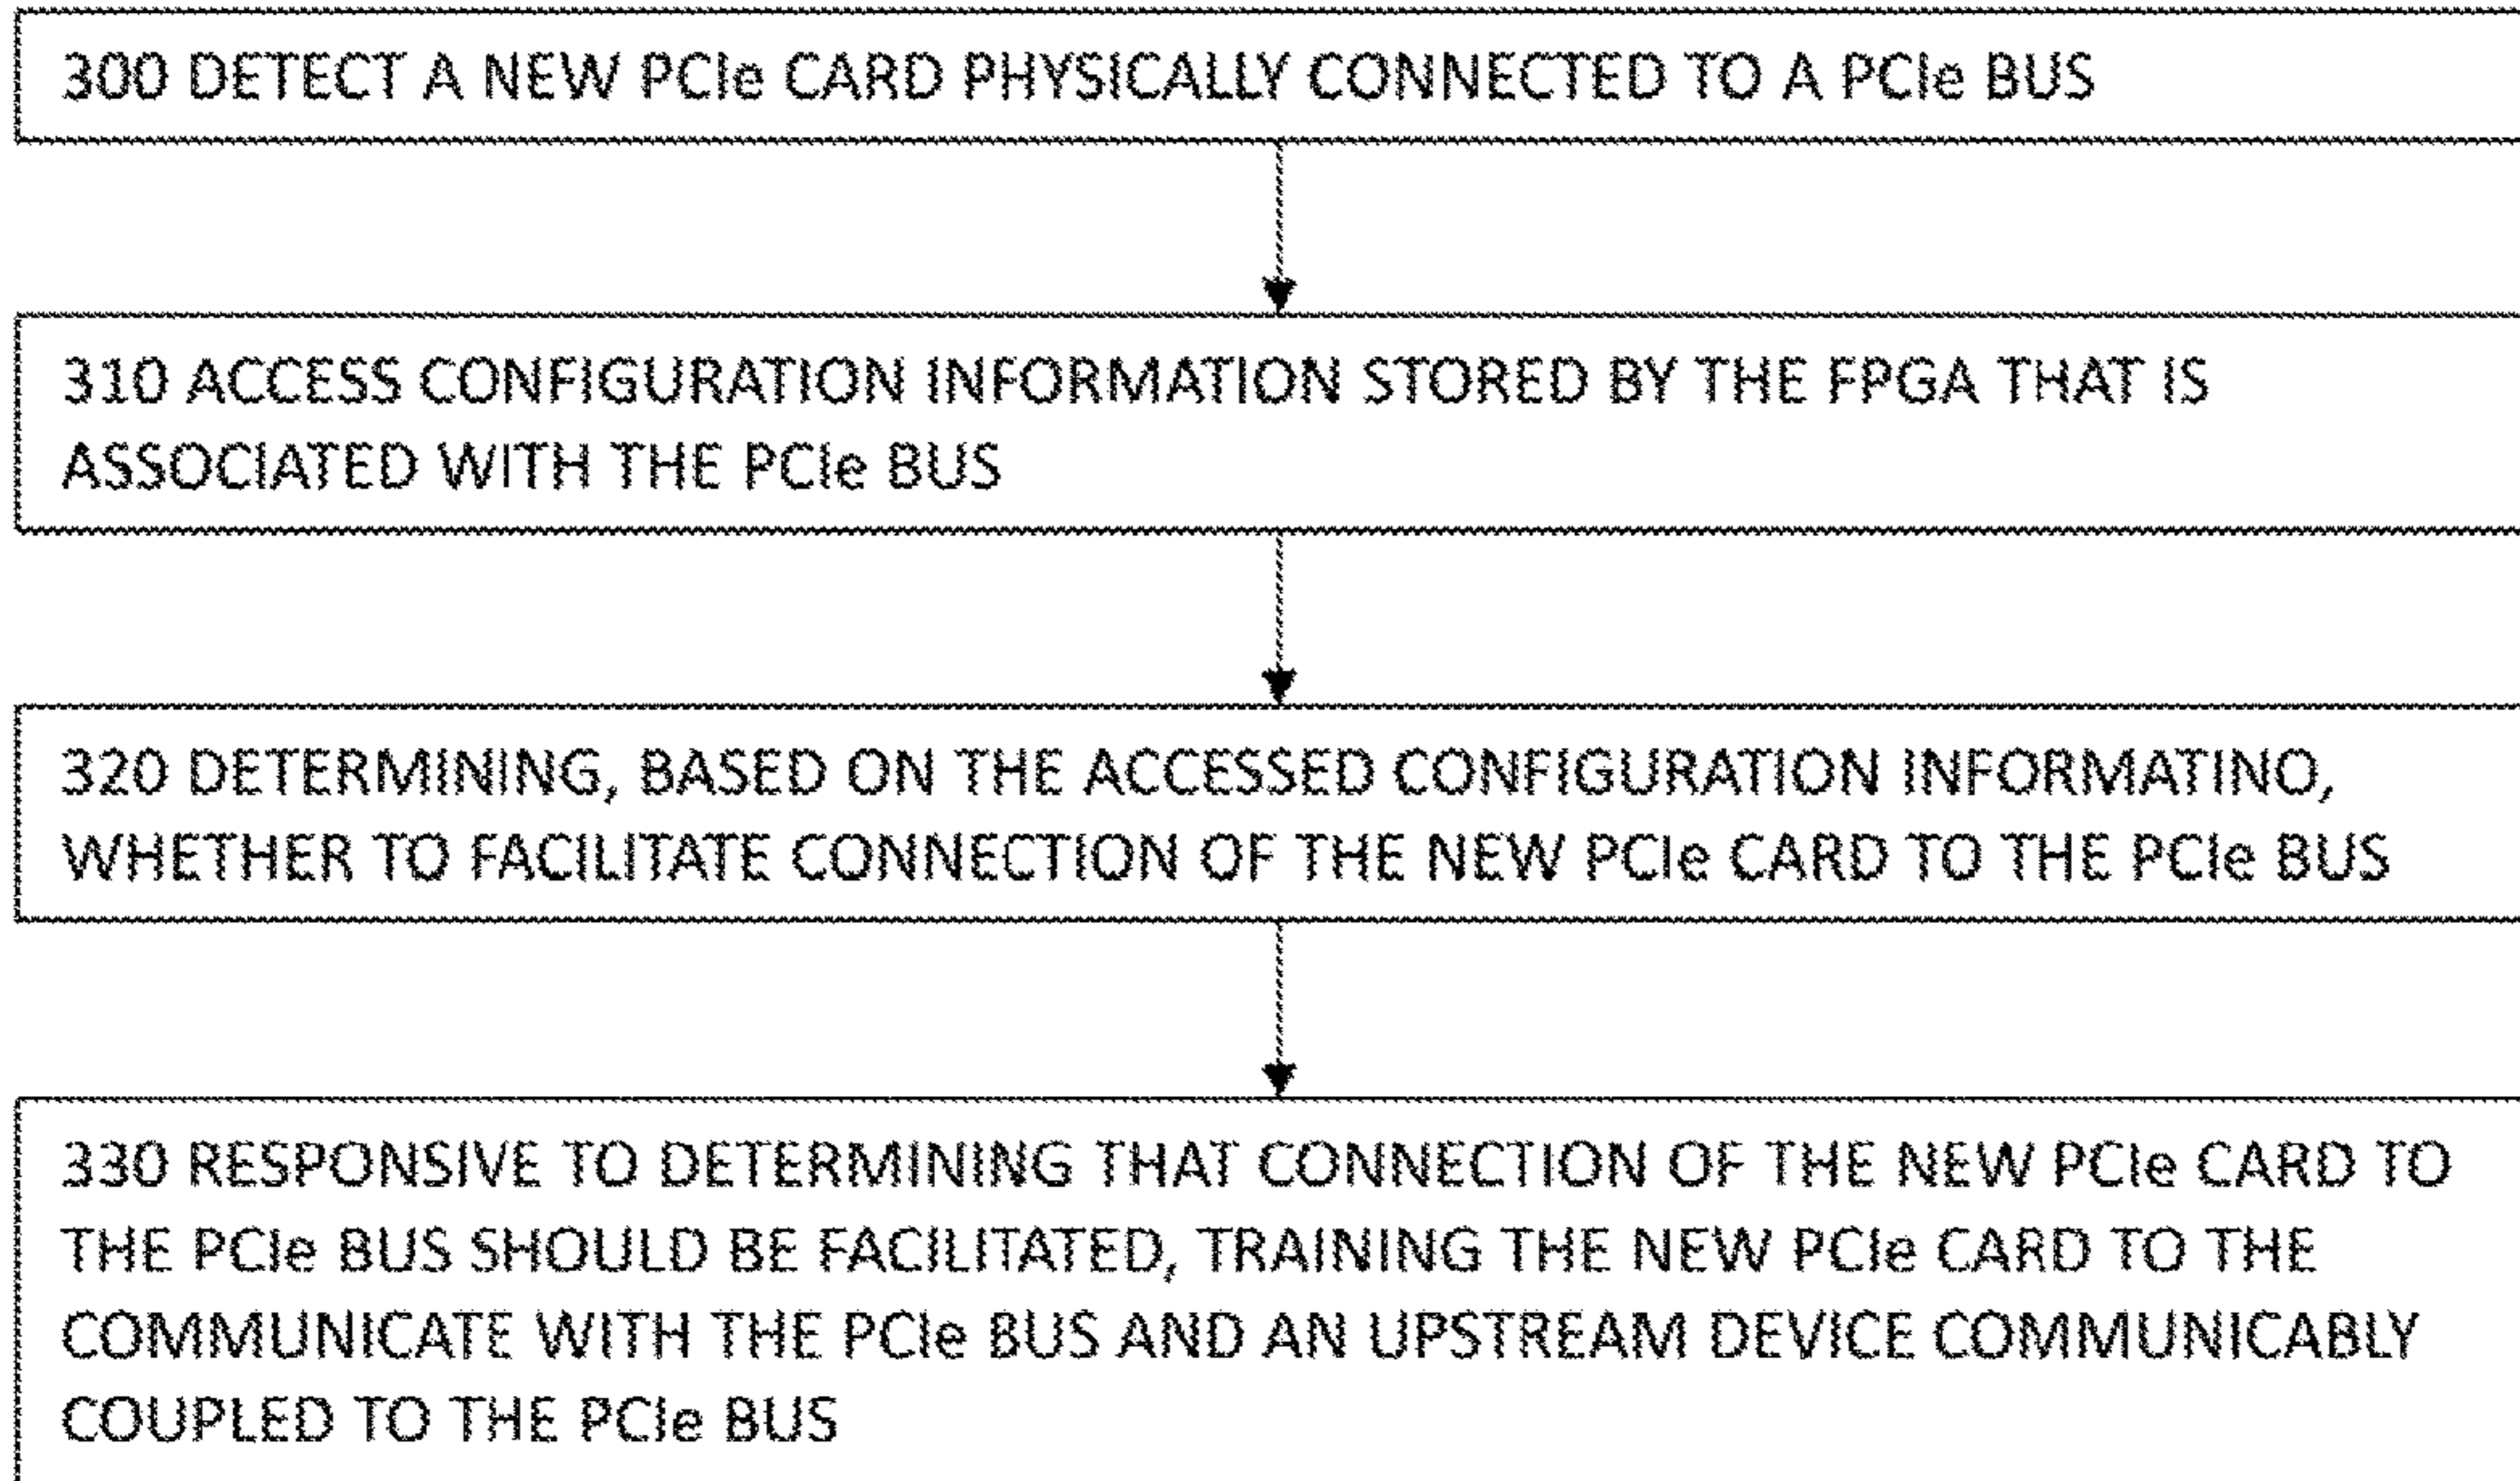 300 DETECT A NEW PCIe CARD PHYSICALLY CONNECTED TO A PCIe BUS
310 ACCESS CONFIGURATION INFORMATION STORED BY THE FPGA THAT IS
ASSOCIATED WITH THE PCIe BUS
320 DETERMINING, BASED ON THE ACCESSED CONFIGURATION INFORMATINO,
WHETHER TO FACILITATE CONNECTION OF THE NEW PCIe CARD TO THE PCIe BUS
330 RESPONSIVE TO DETERMINING THAT CONNECTION OF THE NEW PCIe CARD TO
THE PCIe BUS SHOULD BE FACILITATED, TRAINING THE NEW PCIe CARD TO THE
COMMUNICATE WITH THE PCIe BUS AND AN UPSTREAM DEVICE COMMUNICABLY
COUPLED TO THE PCIe BUS